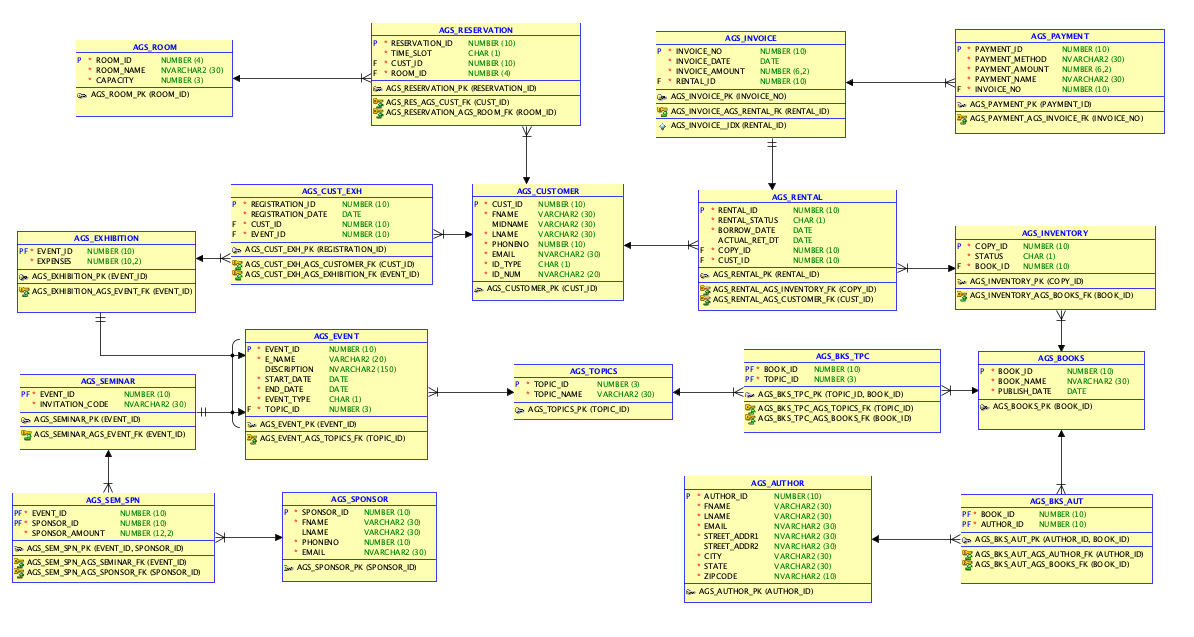 AGS_ROOM
P * ROOM_ID NUMBER (4)
* ROOM_NAME NVARCHAR2 (30)
* CAPACITY NUMBER (3)
AGS_ROOM_PK (ROOM_ID)
AGS_RESERVATION
P * RESERVATION_ID NUMBER (10)
* TIME_SLOT CHAR (1)
F * CUST_ID NUMBER (10)
F * ROOM_ID NUMBER (4)
AGS_RESERVATION_PK (RESERVATION_ID)
AGS_RES_AGS_CUST_FK (CUST_ID)
AGS_RESERVATION_AGS_ROOM_FK (ROOM_ID)
AGS_INVOICE
P * INVOICE_NO NUMBER (10)
* INVOICE_DATE DATE
* INVOICE_AMOUNT NUMBER (6,2)
F * RENTAL_ID NUMBER (10)
AGS_INVOICE_PK (INVOICE_NO)
AGS_INVOICE_AGS_RENTAL_FK (RENTAL_ID)
AGS_INVOICE__IDX (RENTAL_ID)
AGS_PAYMENT
P * PAYMENT_ID NUMBER (10)
* PAYMENT_METHOD NVARCHAR2 (30)
* PAYMENT_AMOUNT NUMBER (6,2)
* PAYMENT_NAME NVARCHAR2 (30)
F * INVOICE_NO NUMBER (10)
AGS_PAYMENT_PK (PAYMENT_ID)
AGS_PAYMENT_AGS_INVOICE_FK (INVOICE_NO)
AGS_CUST_EXH
P * REGISTRATION_ID NUMBER (10)
* REGISTRATION_DATE DATE
F * CUST_ID NUMBER (10)
F * EVENT_ID NUMBER (10)
AGS_CUST_EXH_PK (REGISTRATION_ID)
AGS_CUST_EXH_AGS_CUSTOMER_FK (CUST_ID)
AGS_CUST_EXH_AGS_EXHIBITION_FK (EVENT_ID)
AGS_CUSTOMER
P * CUST_ID NUMBER (10)
* FNAME VARCHAR2 (30)
MIDNAME VARCHAR2 (30)
* LNAME VARCHAR2 (30)
* PHONENO NUMBER (10)
* EMAIL NVARCHAR2 (30)
* ID_TYPE CHAR (1)
* ID_NUM VARCHAR2 (20)
AGS_CUSTOMER_PK (CUST_ID)
AGS_RENTAL
P * RENTAL_ID NUMBER (10)
* RENTAL_STATUS CHAR (1)
* BORROW_DATE DATE
ACTUAL_RET_DT DATE
F * COPY_ID NUMBER (10)
F * CUST_ID NUMBER (10)
AGS_RENTAL_PK (RENTAL_ID)
AGS_RENTAL_AGS_INVENTORY_FK (COPY_ID)
AGS_RENTAL_AGS_CUSTOMER_FK (CUST_ID)
AGS_INVENTORY
P * COPY_ID NUMBER (10)
* STATUS CHAR (1)
F * BOOK_ID NUMBER (10)
AGS_INVENTORY_PK (COPY_ID)
AGS_INVENTORY_AGS_BOOKS_FK (BOOK_ID)
AGS_EXHIBITION
PF * EVENT_ID NUMBER (10)
* EXPENSES NUMBER (10,2)
AGS_EXHIBITION_PK (EVENT_ID)
AGS_EXHIBITION_AGS_EVENT_FK (EVENT_ID)
AGS_EVENT
P * EVENT_ID NUMBER (10)
* E_NAME VARCHAR2 (20)
DESCRIPTION NVARCHAR2 (150)
* START_DATE DATE
* END_DATE DATE
* EVENT_TYPE CHAR (1)
F * TOPIC_ID NUMBER (3)
AGS_EVENT_PK (EVENT_ID)
AGS_EVENT_AGS_TOPICS_FK (TOPIC_ID)
AGS_TOPICS
P * TOPIC_ID NUMBER (3)
* TOPIC_NAME VARCHAR2 (30)
AGS_TOPICS_PK (TOPIC_ID)
AGS_BKS_TPC
PF * BOOK_ID NUMBER (10)
PF * TOPIC_ID NUMBER (3)
AGS_BKS_TPC_PK (TOPIC_ID, BOOK_ID)
AGS_BKS_TPC_AGS_TOPICS_FK (TOPIC_ID)
AGS_BKS_TPC_AGS_BOOKS_FK (BOOK_ID)
AGS_BOOKS
P * BOOK_ID NUMBER (10)
* BOOK_NAME NVARCHAR2 (30)
* PUBLISH_DATE DATE
AGS_BOOKS_PK (BOOK_ID)
AGS_SEMINAR
PF * EVENT_ID NUMBER (10)
* INVITATION_CODE NVARCHAR2 (30)
AGS_SEMINAR_PK (EVENT_ID)
AGS_SEMINAR_AGS_EVENT_FK (EVENT_ID)
AGS_SEM_SPN
PF * EVENT_ID NUMBER (10)
PF * SPONSOR_ID NUMBER (10)
* SPONSOR_AMOUNT NUMBER (12,2)
AGS_SEM_SPN_PK (EVENT_ID, SPONSOR_ID)
AGS_SEM_SPN_AGS_SEMINAR_FK (EVENT_ID)
AGS_SEM_SPN_AGS_SPONSOR_FK (SPONSOR_ID)
AGS_SPONSOR
P * SPONSOR_ID NUMBER (10)
* FNAME VARCHAR2 (30)
LNAME VARCHAR2 (30)
* PHONENO NUMBER (10)
* EMAIL NVARCHAR2 (30)
AGS_SPONSOR_PK (SPONSOR_ID)
AGS_AUTHOR
P * AUTHOR_ID NUMBER (10)
* FNAME VARCHAR2 (30)
* LNAME VARCHAR2 (30)
* EMAIL NVARCHAR2 (30)
* STREET_ADDR1 NVARCHAR2 (30)
STREET_ADDR2 NVARCHAR2 (30)
* CITY VARCHAR2 (30)
* STATE VARCHAR2 (30)
* ZIPCODE NVARCHAR2 (10)
AGS_AUTHOR_PK (AUTHOR_ID)
AGS_BKS_AUT
PF * BOOK_ID NUMBER (10)
PF * AUTHOR_ID NUMBER (10)
AGS_BKS_AUT_PK (AUTHOR_ID, BOOK_ID)
AGS_BKS_AUT_AGS_AUTHOR_FK (AUTHOR_ID)
AGS_BKS_AUT_AGS_BOOKS_FK (BOOK_ID)